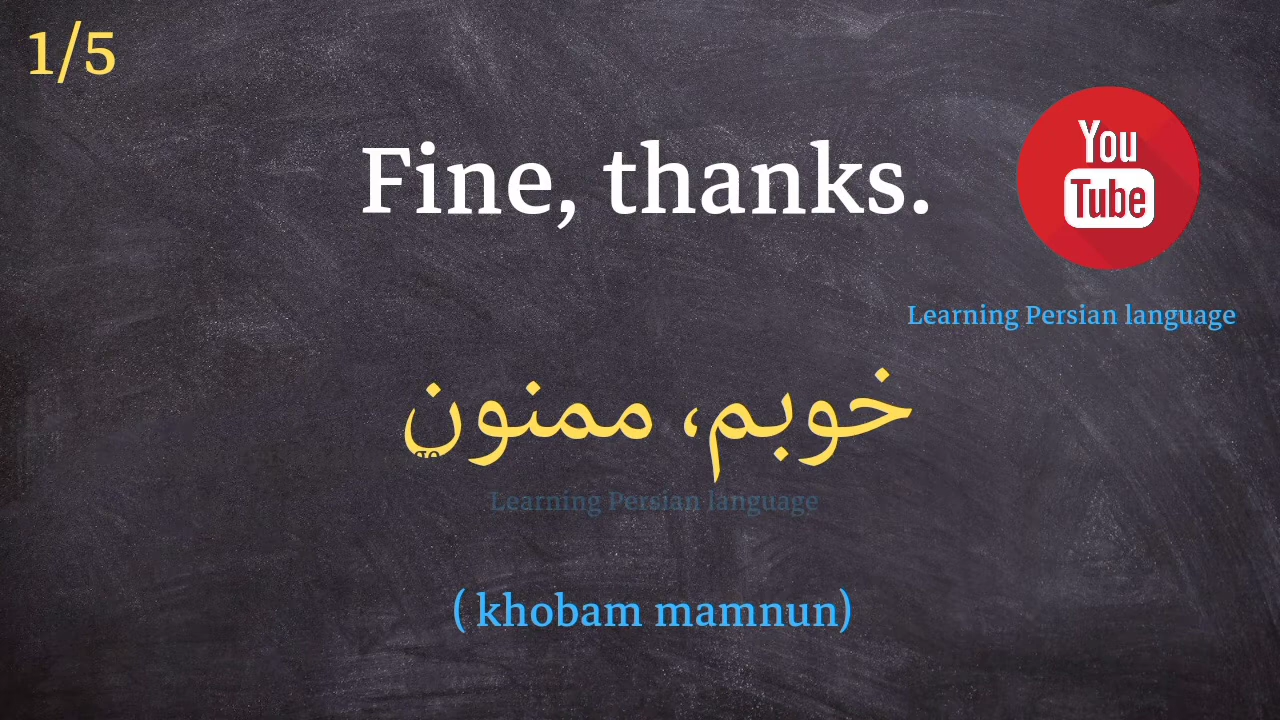 1/5
Fine, thanks.
You
Tube
Learning Persian language
خوبم، ممنون
Learning Persian language
( khobam mamnun)